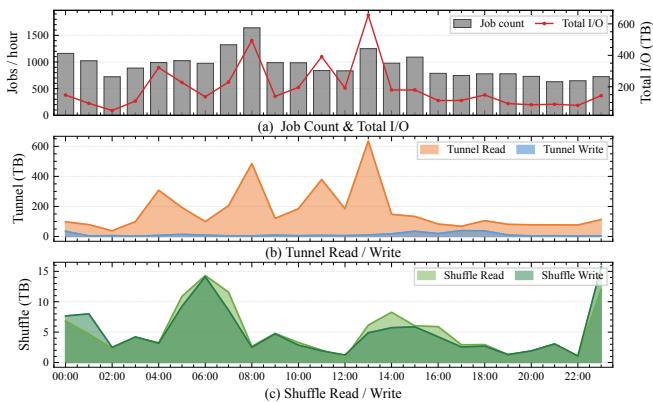 Job count Total I/O
1500
1000
500
0
600
400
200
Jobs / hour
Total I/O (TB)
(a) Job Count & Total I/O
Tunnel Read Tunnel Write
600
400
200
0
Tunnel (TB)
(b) Tunnel Read / Write
Shuffle Read Shuffle Write
15
10
5
0
Shuffle (TB)
00:00 02:00 04:00 06:00 08:00 10:00 12:00 14:00 16:00 18:00 20:00 22:00
(c) Shuffle Read / Write